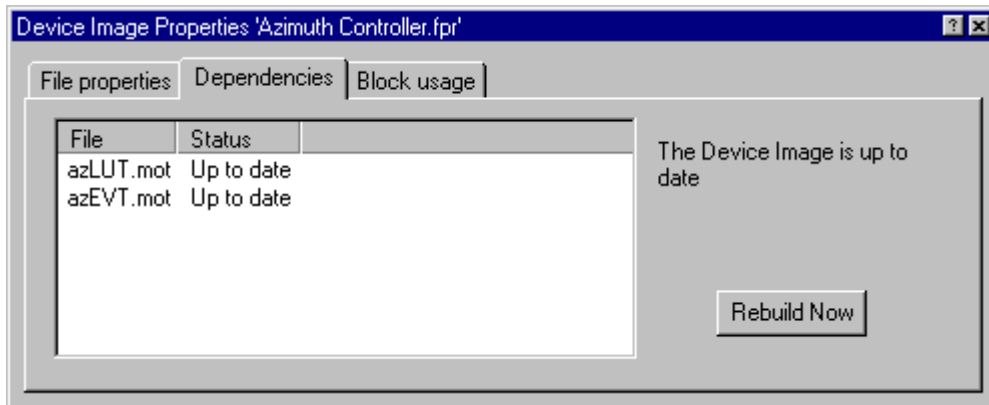 Device Image Properties 'Azimuth Controller.fpr'
File properties Dependencies Block usage
File Status
azLUT.mot Up to date
azEVT.mot Up to date
The Device Image is up to
date
Rebuild Now